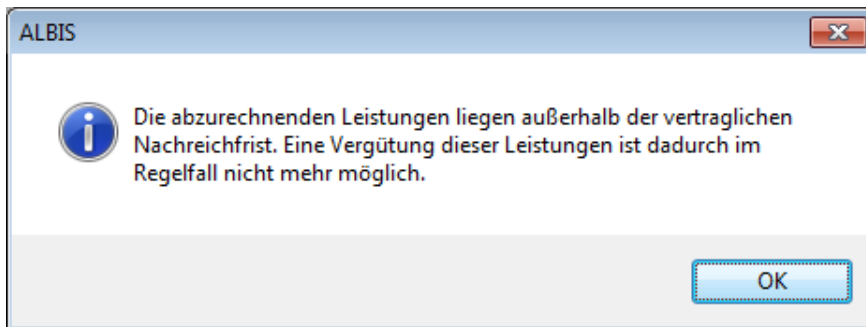 ALBIS
Die abzurechnenden Leistungen liegen außerhalb der vertraglichen
Nachreichfrist. Eine Vergütung dieser Leistungen ist dadurch im
Regelfall nicht mehr möglich.
OK